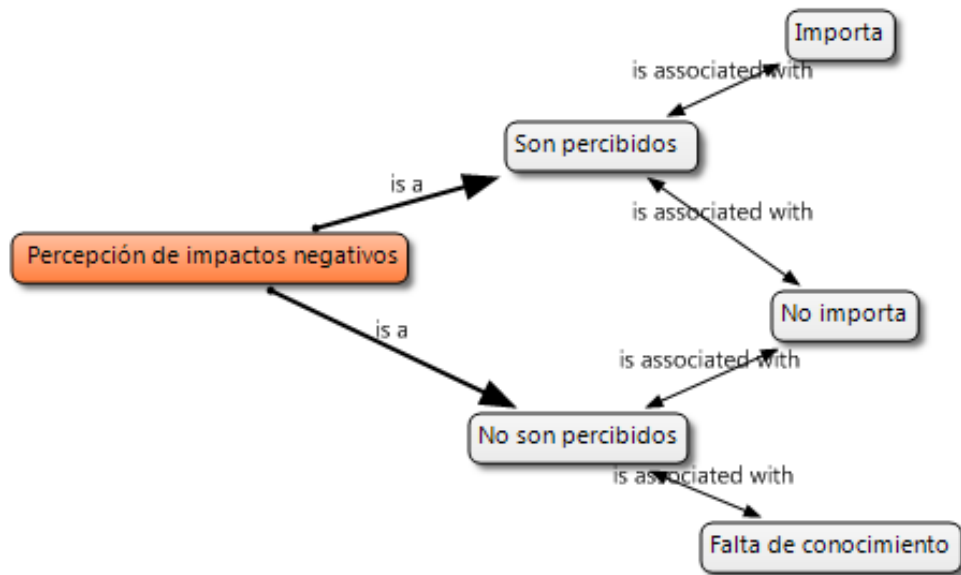 Importa
is associated with
Son percibidos
is a
is associated with
Percepción de impactos negativos
No importa
is a
is associated with
No son percibidos
is associated with
Falta de conocimiento